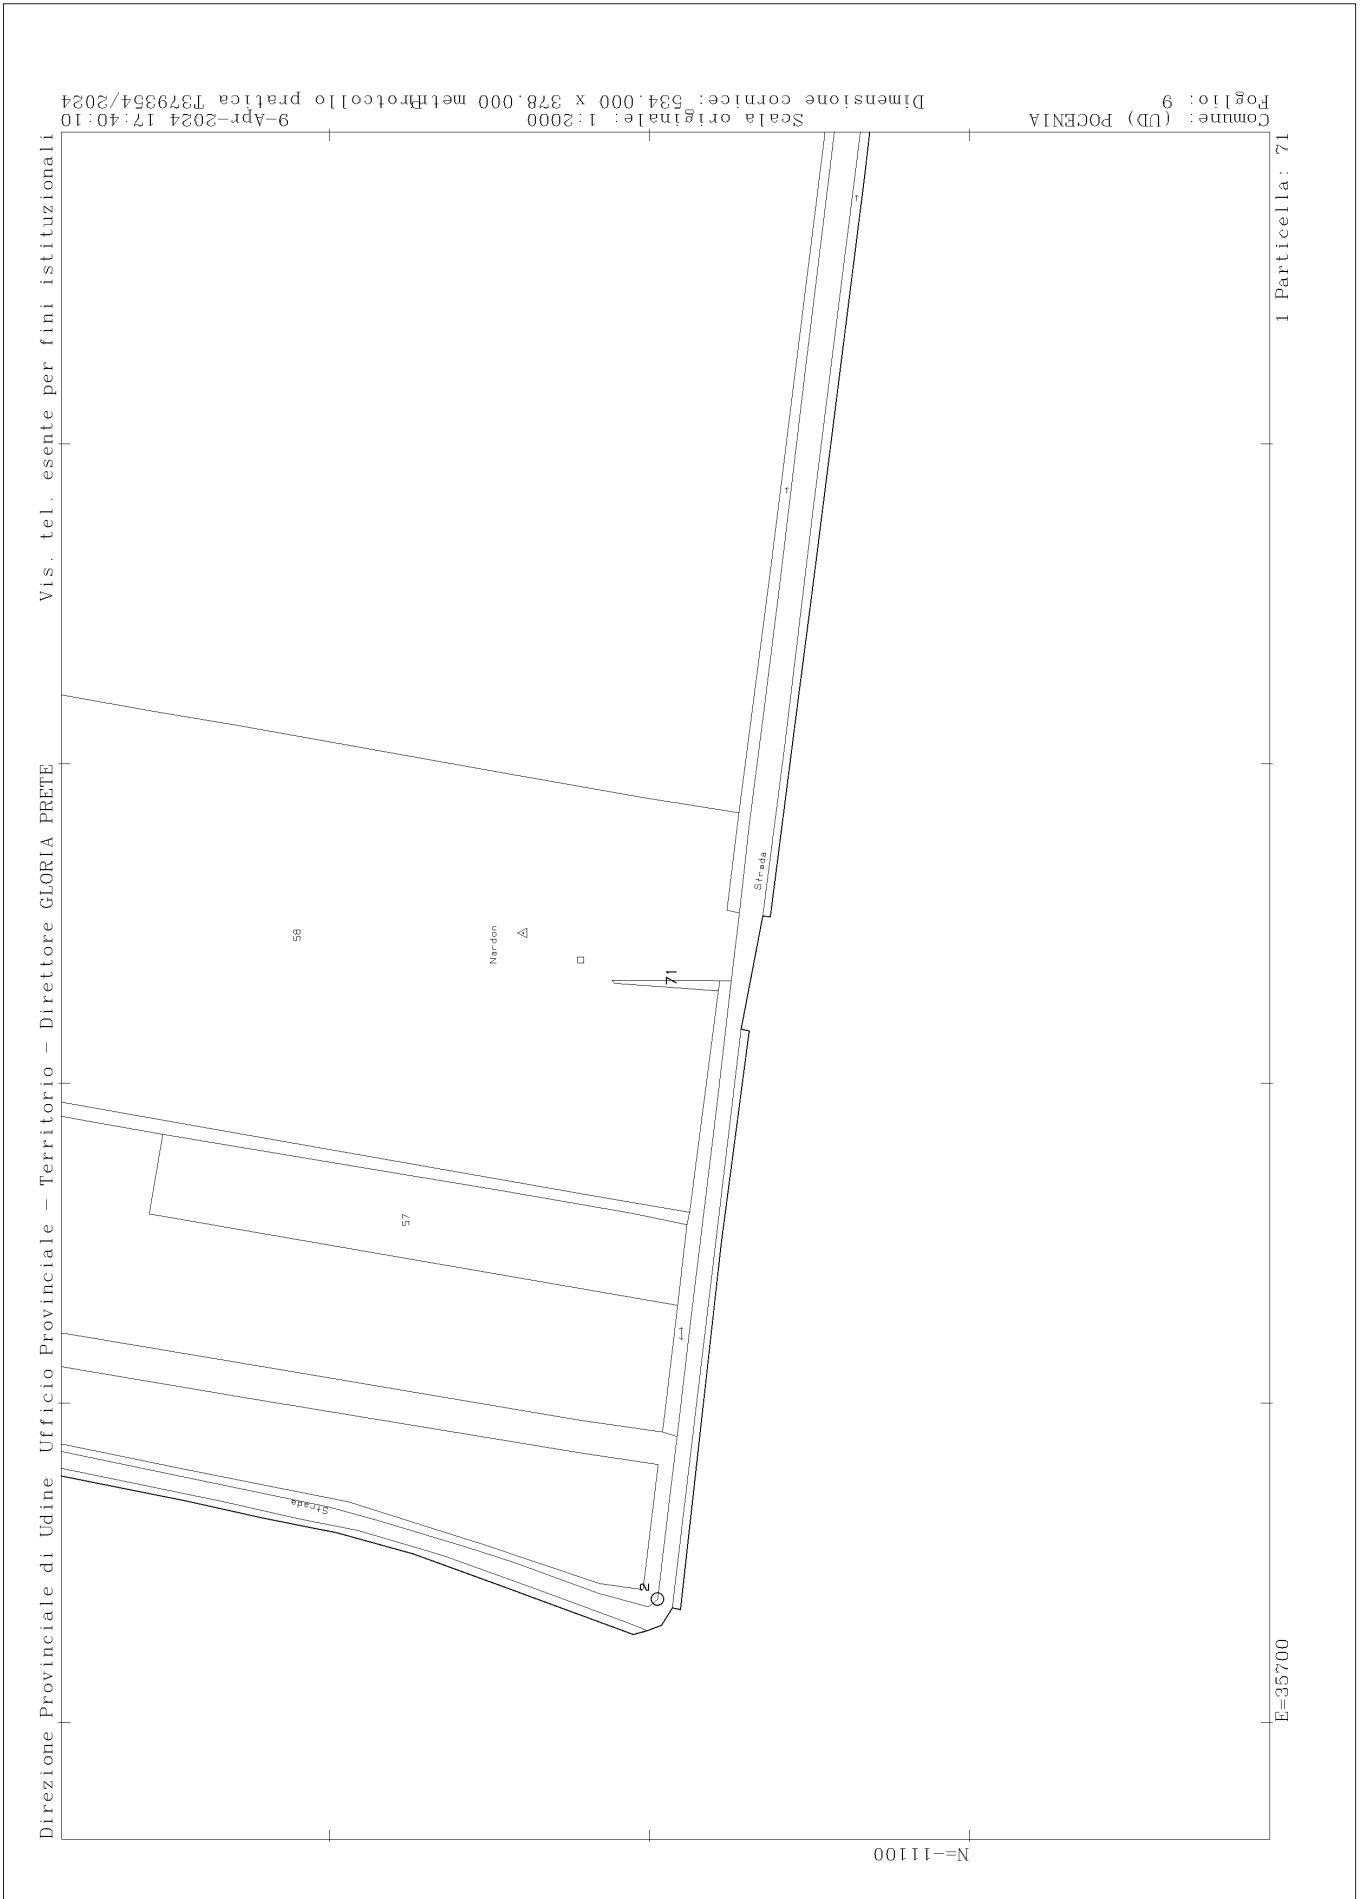 Direzione Provinciale di Udine Ufficio Provinciale - Territorio - Direttore GLORIA PRETE
Vis. tel. esente per fini istituzionali
58
Nardon
71
57
Strada
Strada
2
N=-11100
E=35700
1 Particella: 71
Comune: (UD) POCENIA
Foglio: 9
Scala originale: 1:2000
Dimensione cornice: 534.000 x 378.000 metri
9-Apr-2024 17:40:10
Protocollo pratica T379354/2024